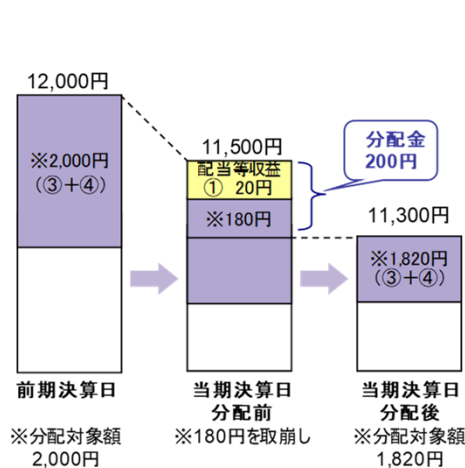 12,000円
※2,000円
（③＋④）
前期決算日
※分配対象額
2,000円
11,500円
配当等収益
① 20円
※180円
当期決算日
分配前
※180円を取崩し
分配金
200円
11,300円
※1,820円
（③＋④）
当期決算日
分配後
※分配対象額
1,820円